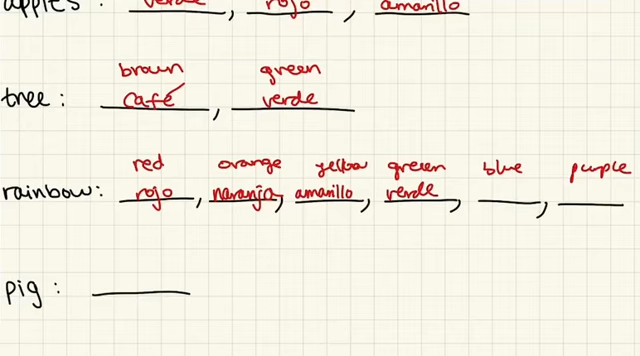 apples: verde, rojo, amarillo
brown green
tree: café, verde
red orange yellow green blue purple
rainbow: rojo, naranja, amarillo, verde, ,
pig: